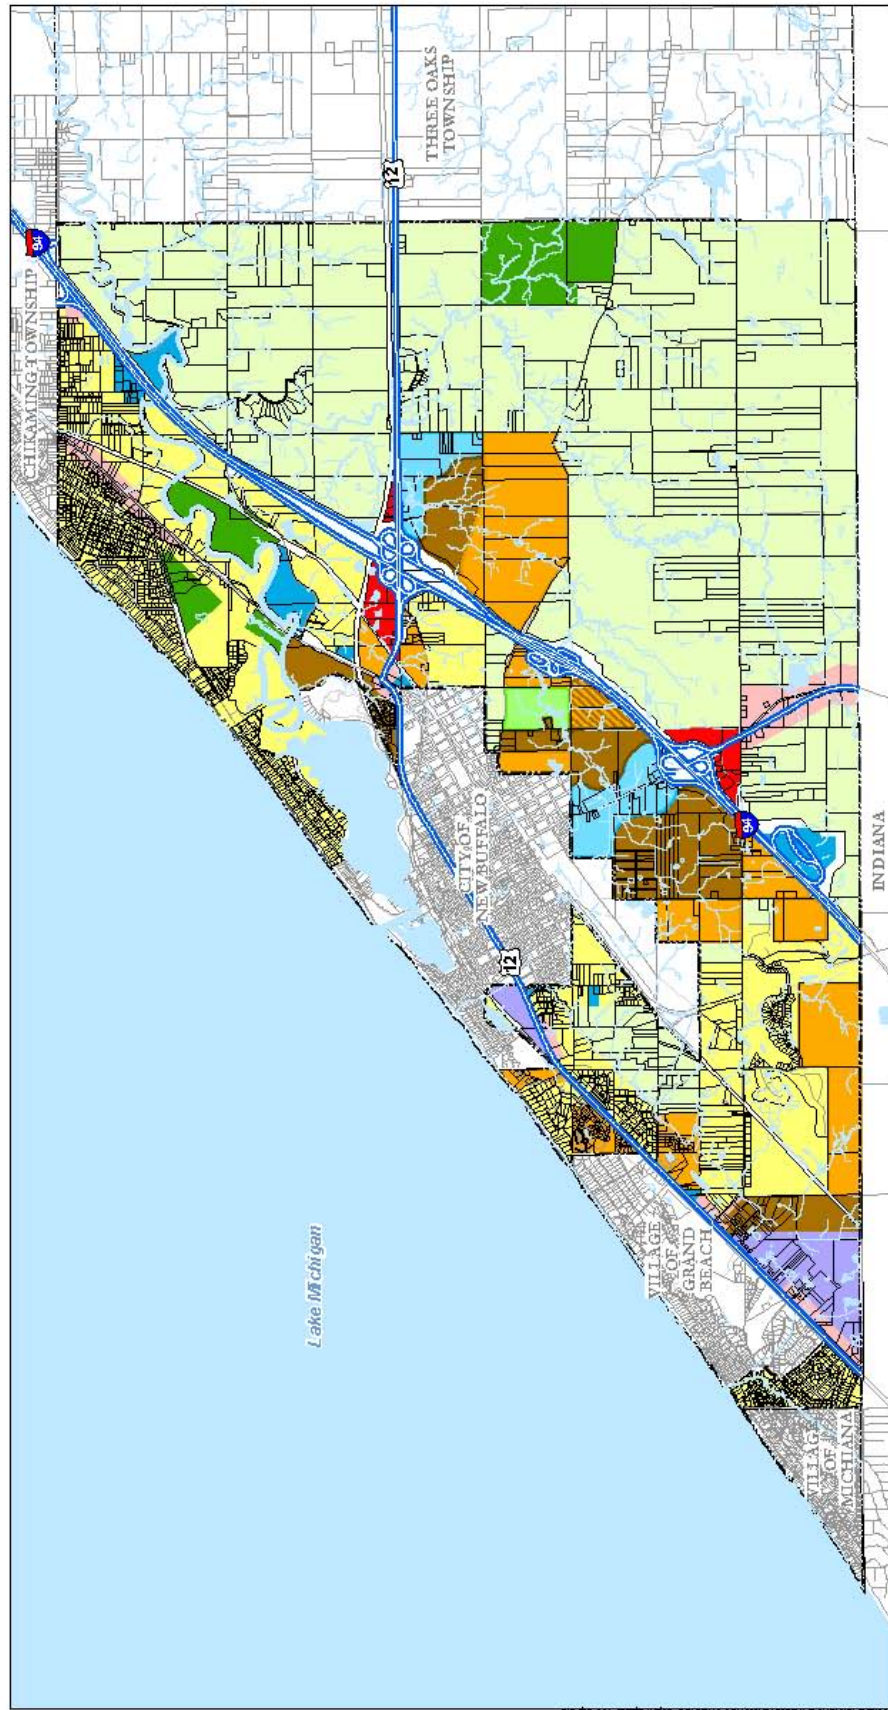 CHIKAMING TOWNSHIP
94
THREE OAKS
TOWNSHIP
12
CITY OF
NEW BUFFALO
12
94
INDIANA
Lake Michigan
VILLAGE
OF
GRAND
BEACH
VILLAGE
OF
MICHIANA